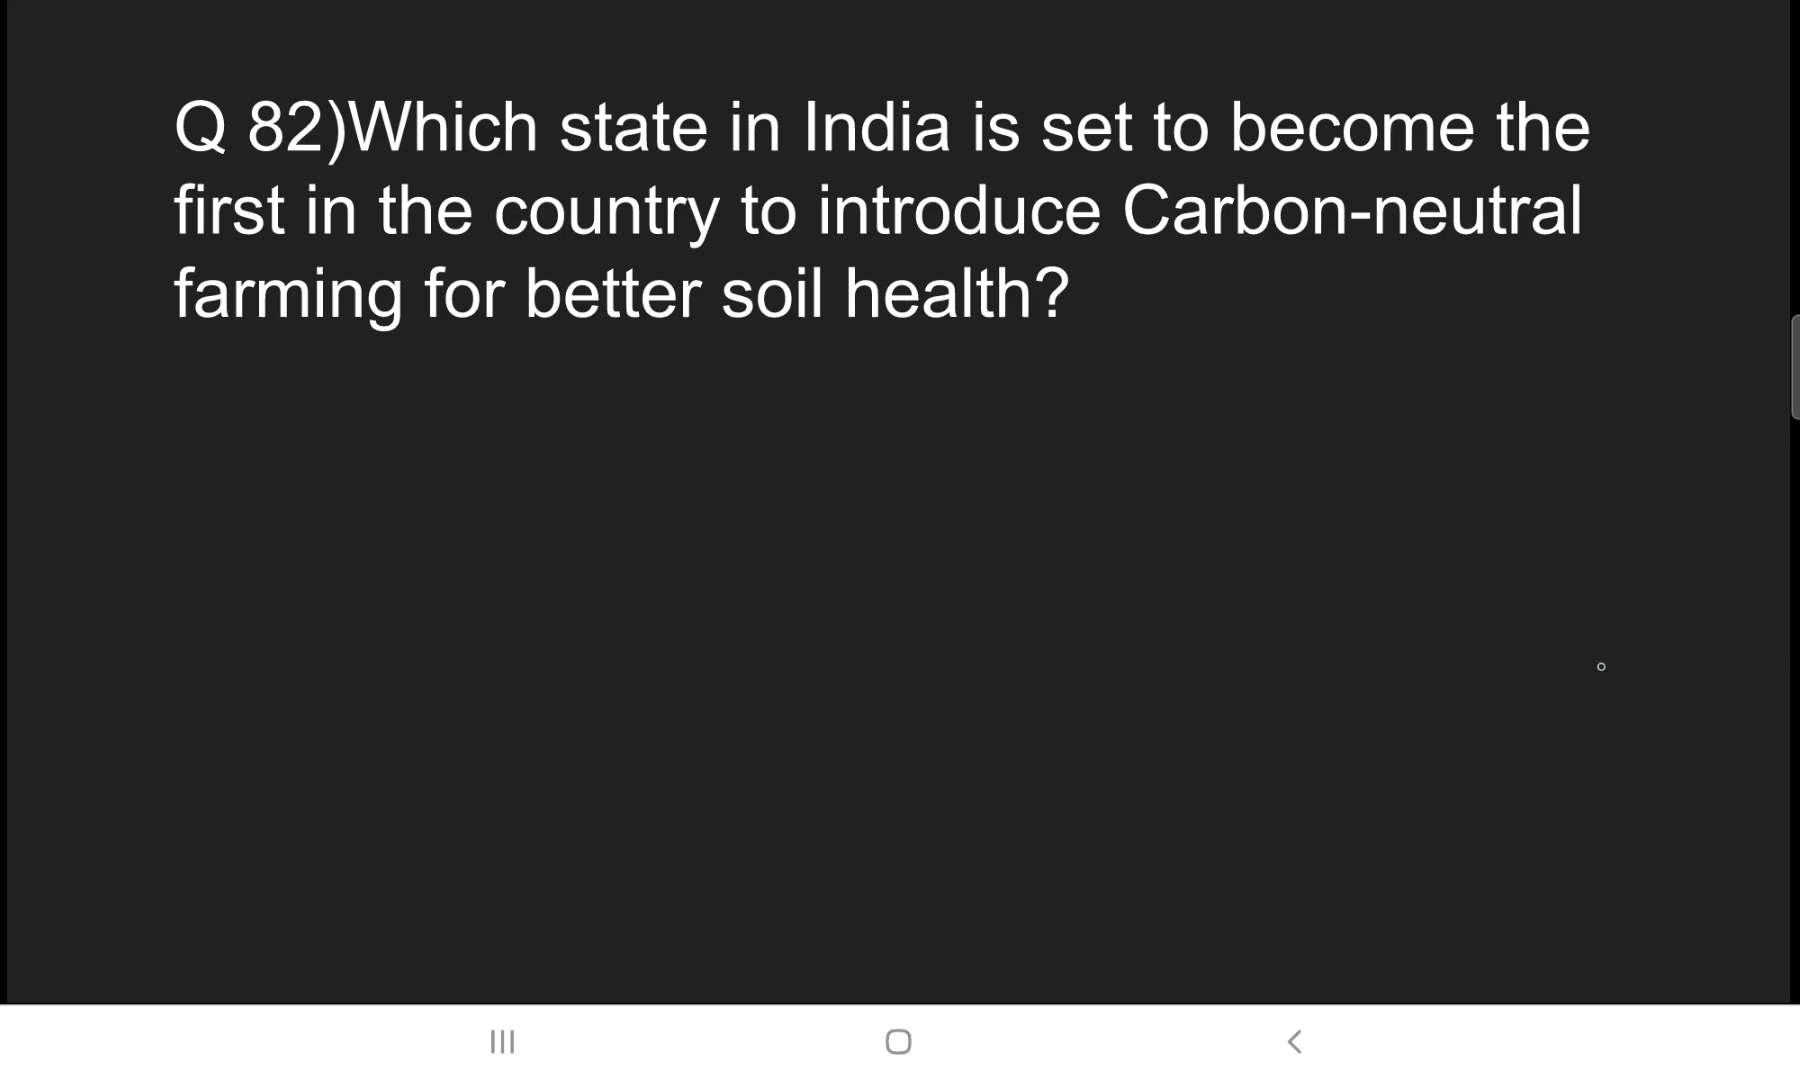 Q 82)Which state in India is set to become the
first in the country to introduce Carbon-neutral
farming for better soil health?